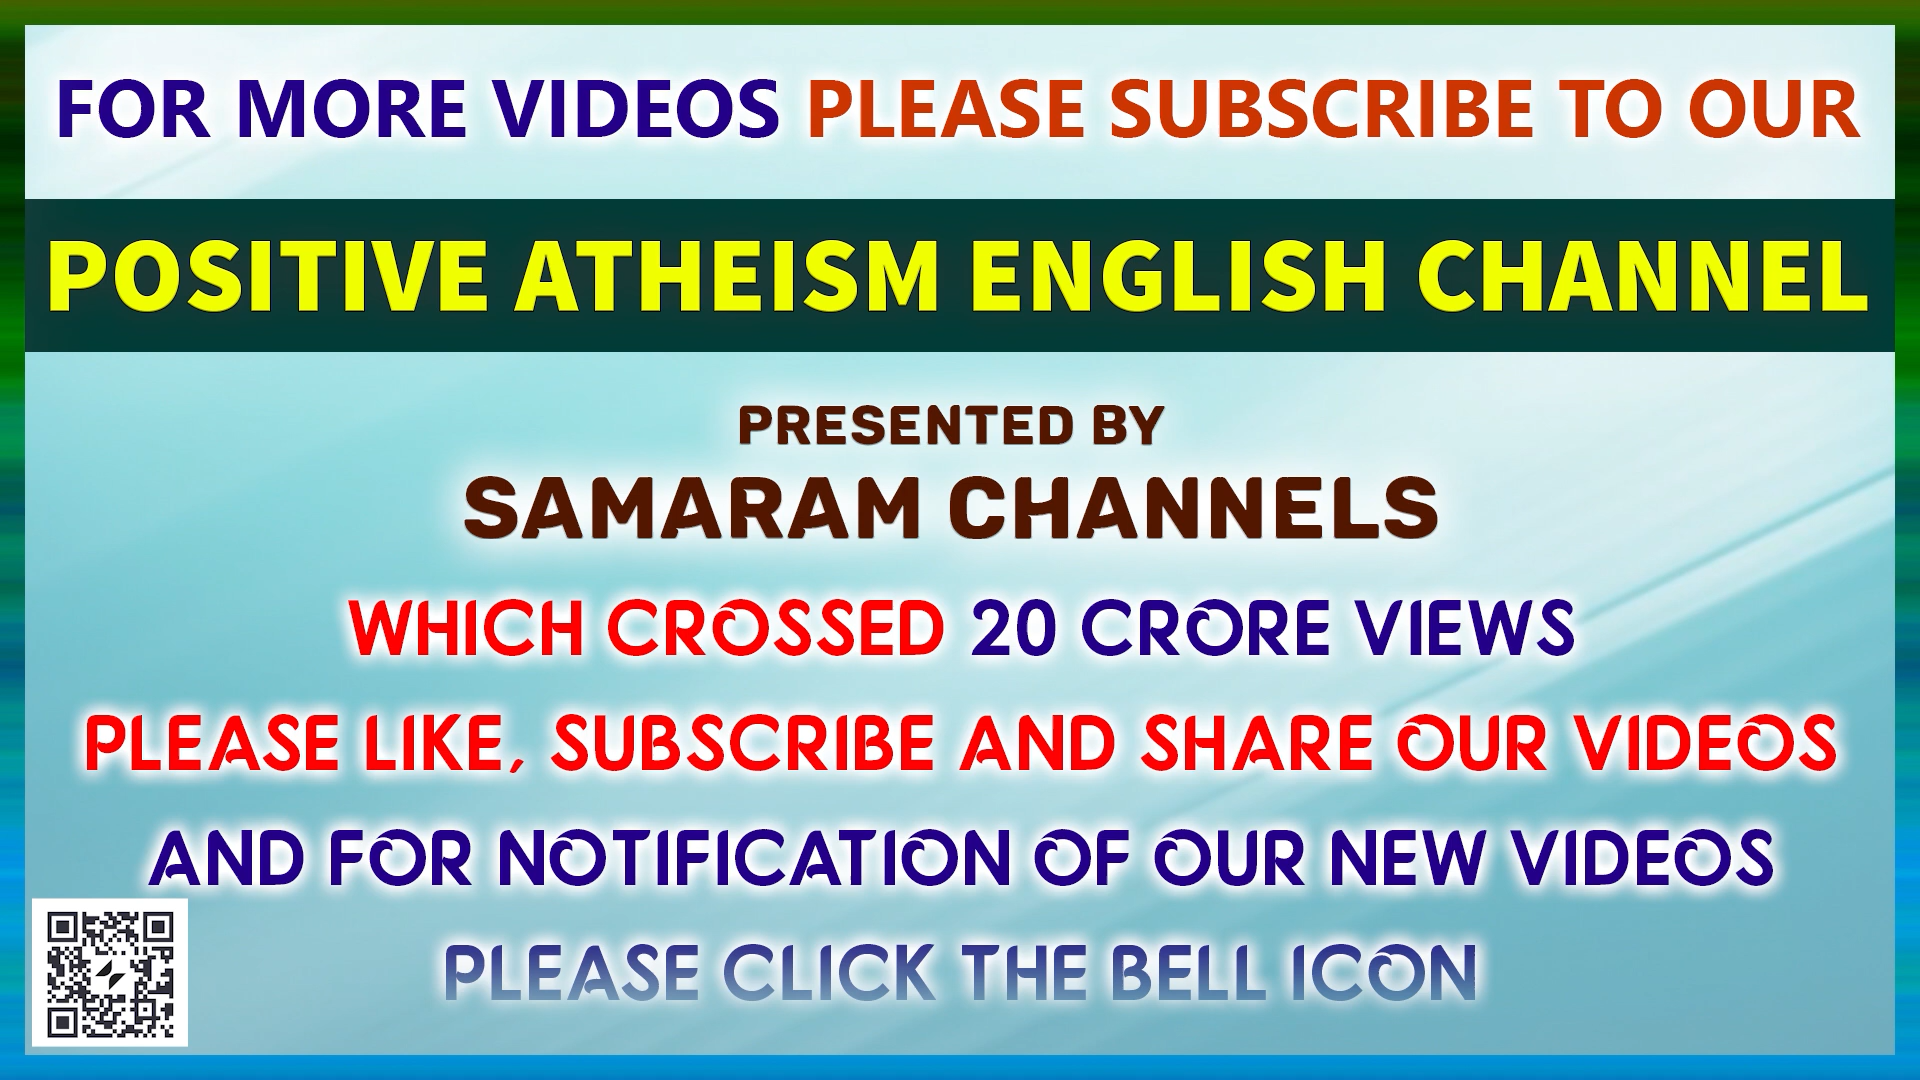 FOR MORE VIDEOS PLEASE SUBSCRIBE TO OUR
POSITIVE ATHEISM ENGLISH CHANNEL
PRESENTED BY
SAMARAM CHANNELS
WHICH CROSSED 20 CRORE VIEWS
PLEASE LIKE, SUBSCRIBE AND SHARE OUR VIDEOS
AND FOR NOTIFICATION OF OUR NEW VIDEOS
PLEASE CLICK THE BELL ICON